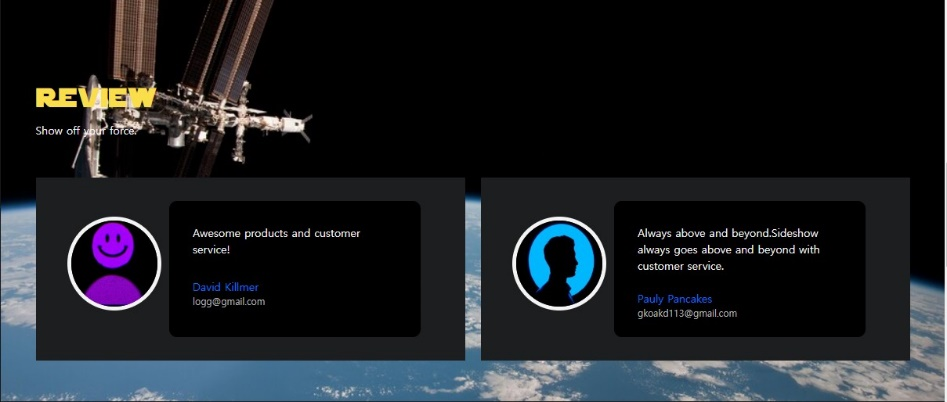 REVIEW
Show off your force.
Awesome products and customer
service!
David Killmer
logg@gmail.com
Always above and beyond.Sideshow
always goes above and beyond with
customer service.
Pauly Pancakes
gkoakd113@gmail.com